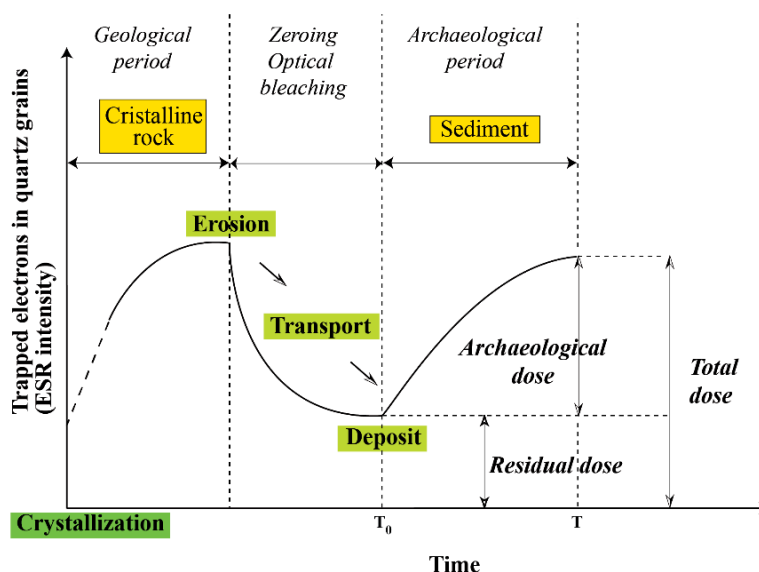 Geological
period
Zeroing
Optical
bleaching
Archaeological
period
Cristalline
rock
Sediment
Trapped electrons in quartz grains
(ESR intensity)
Erosion
Transport
Archaeological
dose
Total
dose
Deposit
Residual dose
Crystallization
T₀
T
Time